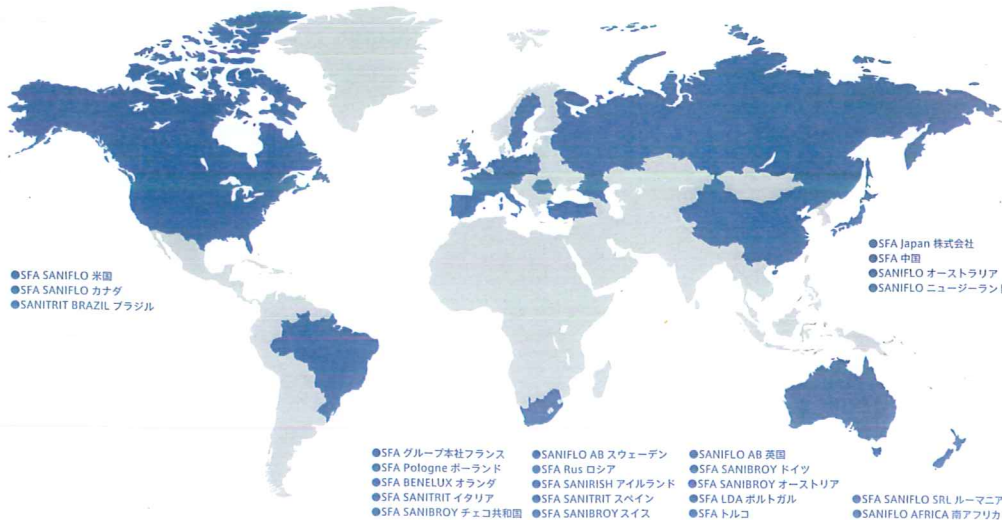 ●SFA SANIFLO 米国
●SFA SANIFLO カナダ
●SANITRIT BRAZIL ブラジル
●SFA Japan 株式会社
●SFA 中国
●SANIFLO オーストラリア
●SANIFLO ニュージーランド
●SFA グループ本社フランス
●SFA Pologne ポーランド
●SFA BENELUX オランダ
●SFA SANITRIT イタリア
●SFA SANIBROY チェコ共和国
●SANIFLO AB スウェーデン
●SFA Rus ロシア
●SFA SANIRISH アイルランド
●SFA SANITRIT スペイン
●SFA SANIBROY スイス
●SANIFLO AB 英国
●SFA SANIBROY ドイツ
●SFA SANIBROY オーストリア
●SFA LDA ポルトガル
●SFA トルコ
●SFA SANIFLO SRL ルーマニア
●SANIFLO AFRICA 南アフリカ